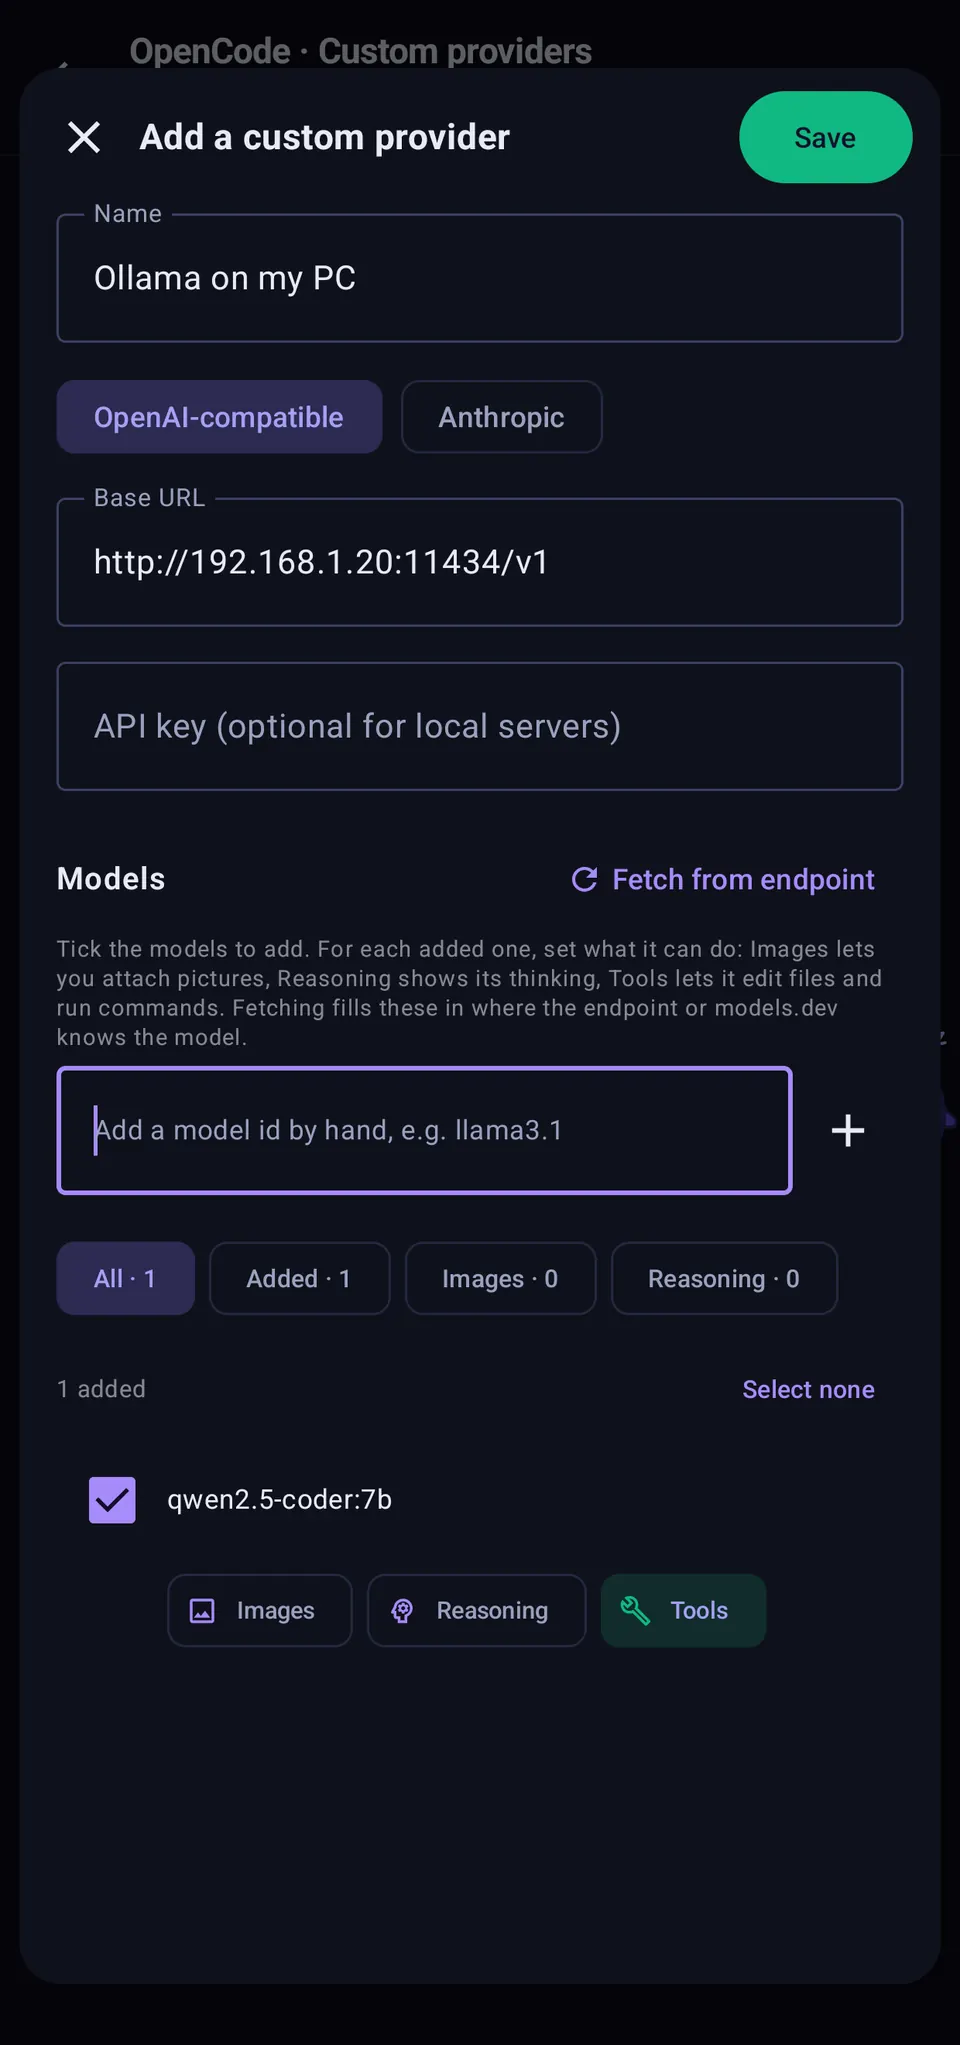 OpenCode · Custom providers
Add a custom provider
Save
Name
Ollama on my PC
OpenAI-compatible
Anthropic
Base URL
http://192.168.1.20:11434/v1
API key (optional for local servers)
Models
Fetch from endpoint
Tick the models to add. For each added one, set what it can do: Images lets
you attach pictures, Reasoning shows its thinking, Tools lets it edit files and
run commands. Fetching fills these in where the endpoint or models.dev
knows the model.
Add a model id by hand, e.g. llama3.1
All · 1
Added · 1
Images · 0
Reasoning · 0
1 added
Select none
qwen2.5-coder:7b
Images
Reasoning
Tools